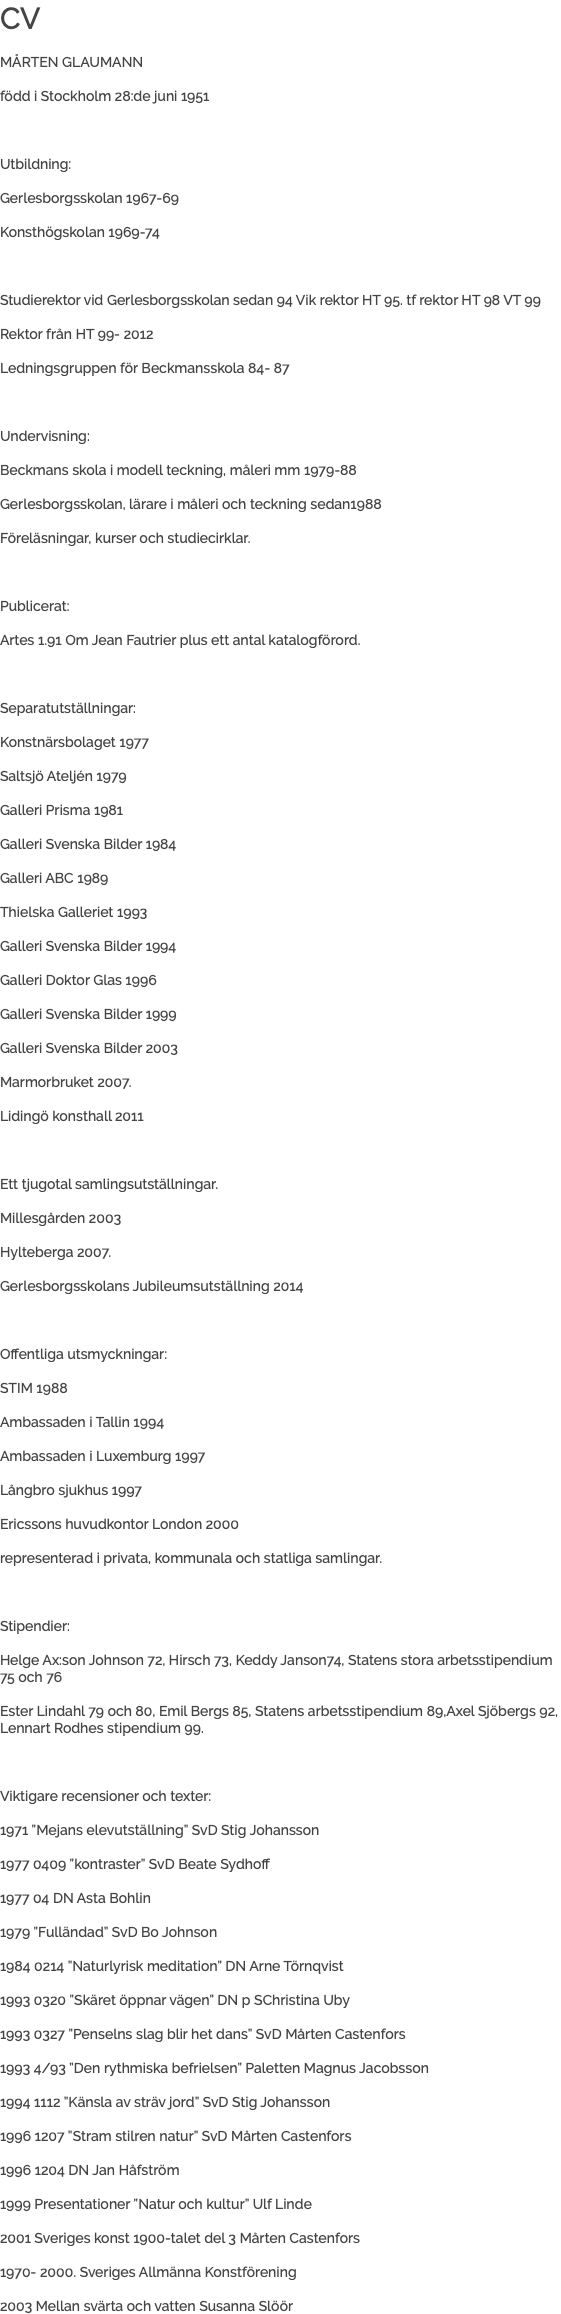 CV
MÅRTEN GLAUMANN
född i Stockholm 28:de juni 1951
Utbildning:
Gerlesborgsskolan 1967-69
Konsthögskolan 1969-74
Studierektor vid Gerlesborgsskolan sedan 94 Vik rektor HT 95. tf rektor HT 98 VT 99
Rektor från HT 99- 2012
Ledningsgruppen för Beckmansskola 84- 87
Undervisning:
Beckmans skola i modell teckning, måleri mm 1979-88
Gerlesborgsskolan, lärare i måleri och teckning sedan1988
Föreläsningar, kurser och studiecirklar.
Publicerat:
Artes 1.91 Om Jean Fautrier plus ett antal katalogförord.
Separatutställningar:
Konstnärsbolaget 1977
Saltsjö Ateljén 1979
Galleri Prisma 1981
Galleri Svenska Bilder 1984
Galleri ABC 1989
Thielska Galleriet 1993
Galleri Svenska Bilder 1994
Galleri Doktor Glas 1996
Galleri Svenska Bilder 1999
Galleri Svenska Bilder 2003
Marmorbruket 2007.
Lidingö konsthall 2011
Ett tjugotal samlingsutställningar.
Millesgården 2003
Hylteberga 2007.
Gerlesborgsskolans Jubileumsutställning 2014
Offentliga utsmyckningar:
STIM 1988
Ambassaden i Tallin 1994
Ambassaden i Luxemburg 1997
Långbro sjukhus 1997
Ericssons huvudkontor London 2000
representerad i privata, kommunala och statliga samlingar.
Stipendier:
Helge Ax:son Johnson 72, Hirsch 73, Keddy Janson74, Statens stora arbetsstipendium
75 och 76
Ester Lindahl 79 och 80, Emil Bergs 85, Statens arbetsstipendium 89,Axel Sjöbergs 92,
Lennart Rodhes stipendium 99.
Viktigare recensioner och texter:
1971 "Mejans elevutställning" SvD Stig Johansson
1977 0409 "kontraster" SvD Beate Sydhoff
1977 04 DN Asta Bohlin
1979 "Fulländad" SvD Bo Johnson
1984 0214 "Naturlyrisk meditation" DN Arne Törnqvist
1993 0320 "Skäret öppnar vägen" DN p SChristina Uby
1993 0327 "Penselns slag blir het dans" SvD Mårten Castenfors
1993 4/93 "Den rythmiska befrielsen" Paletten Magnus Jacobsson
1994 1112 "Känsla av sträv jord" SvD Stig Johansson
1996 1207 "Stram stilren natur" SvD Mårten Castenfors
1996 1204 DN Jan Håfström
1999 Presentationer "Natur och kultur" Ulf Linde
2001 Sveriges konst 1900-talet del 3 Mårten Castenfors
1970- 2000. Sveriges Allmänna Konstförening
2003 Mellan svärta och vatten Susanna Slöör